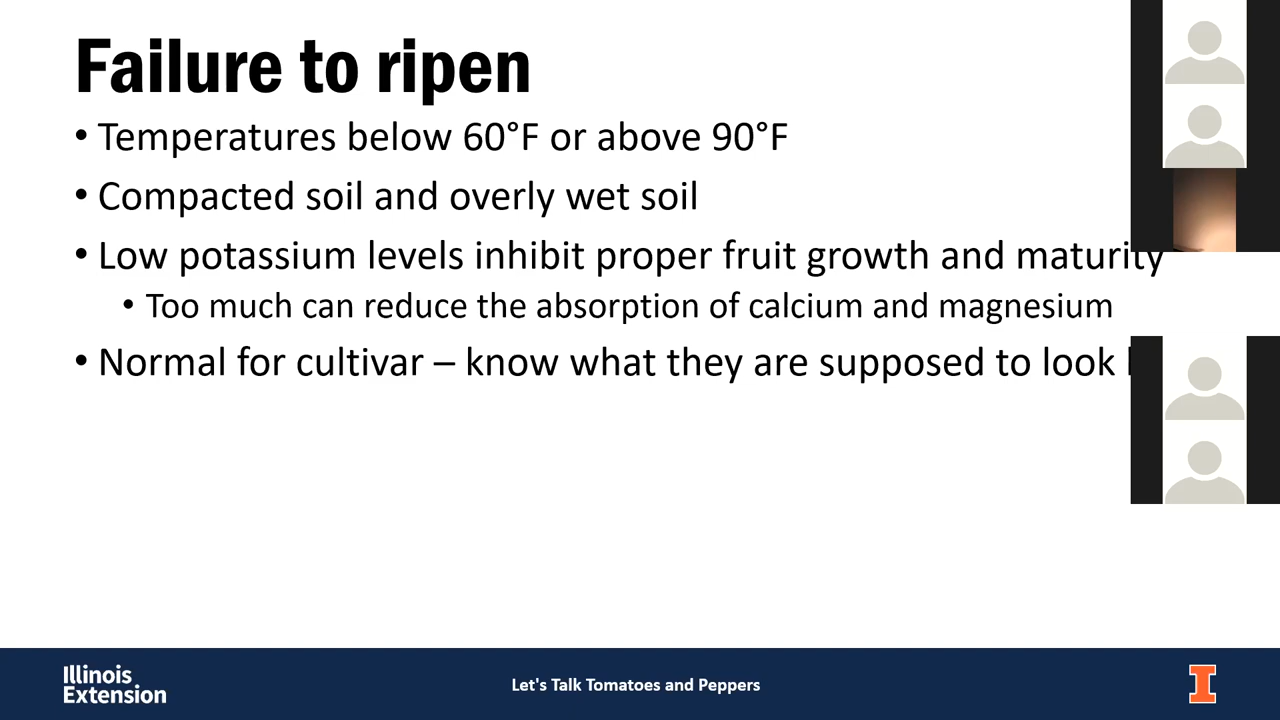 Failure to ripen
• Temperatures below 60°F or above 90°F
• Compacted soil and overly wet soil
• Low potassium levels inhibit proper fruit growth and maturity
• Too much can reduce the absorption of calcium and magnesium
• Normal for cultivar – know what they are supposed to look
Illinois
Extension
Let's Talk Tomatoes and Peppers